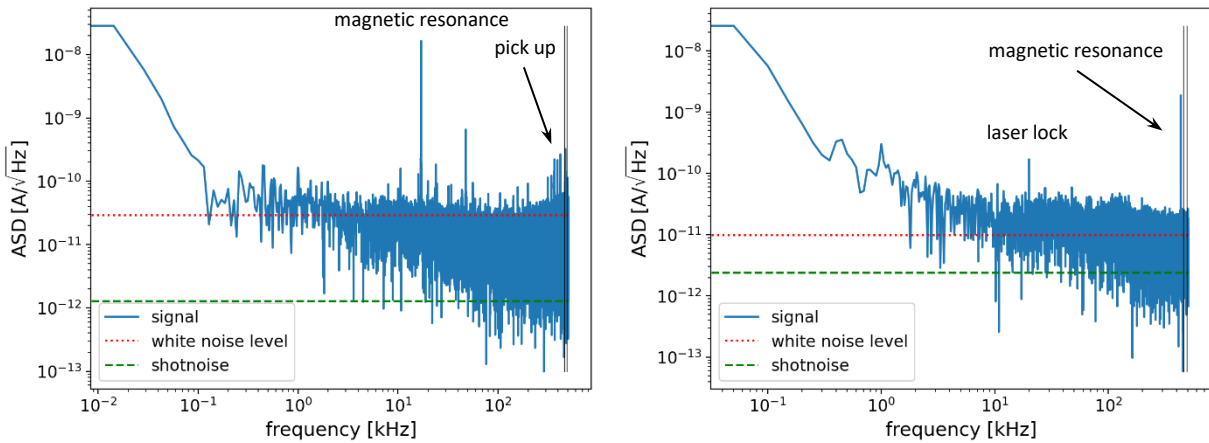 magnetic resonance
pick up
10⁻⁸
10⁻⁹
10⁻¹⁰
10⁻¹¹
10⁻¹²
10⁻¹³
ASD [A/√Hz]
signal
white noise level
shotnoise
10⁻² 10⁻¹ 10⁰ 10¹ 10²
frequency [kHz]
magnetic resonance
laser lock
10⁻⁸
10⁻⁹
10⁻¹⁰
10⁻¹¹
10⁻¹²
10⁻¹³
ASD [A/√Hz]
signal
white noise level
shotnoise
10⁻¹ 10⁰ 10¹ 10²
frequency [kHz]